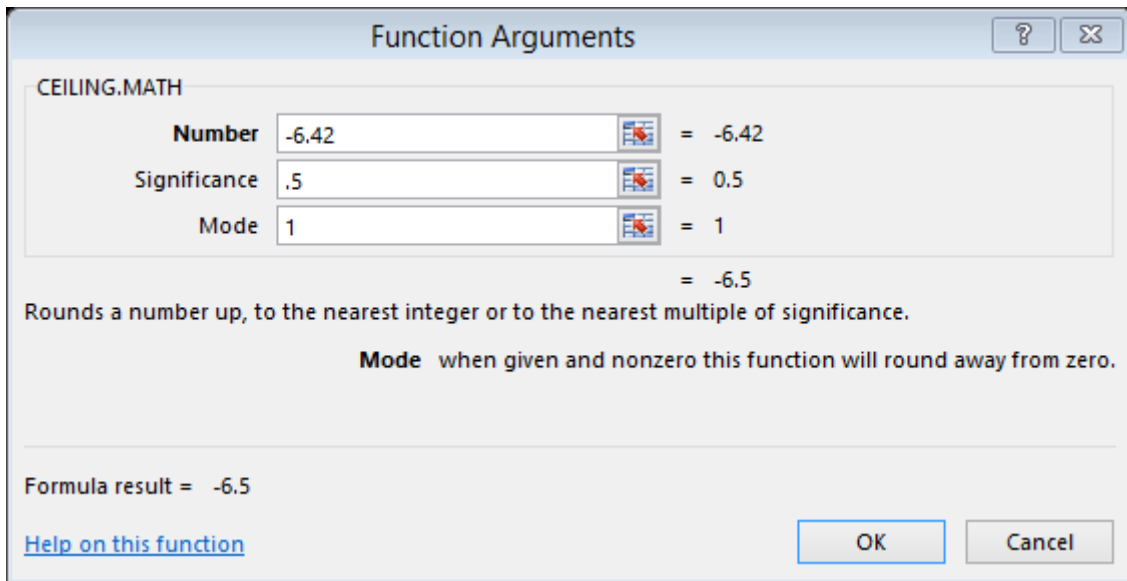 Function Arguments
CEILING.MATH
Number -6.42 = -6.42
Significance .5 = 0.5
Mode 1 = 1
= -6.5
Rounds a number up, to the nearest integer or to the nearest multiple of significance.
Mode when given and nonzero this function will round away from zero.
Formula result = -6.5
Help on this function OK Cancel